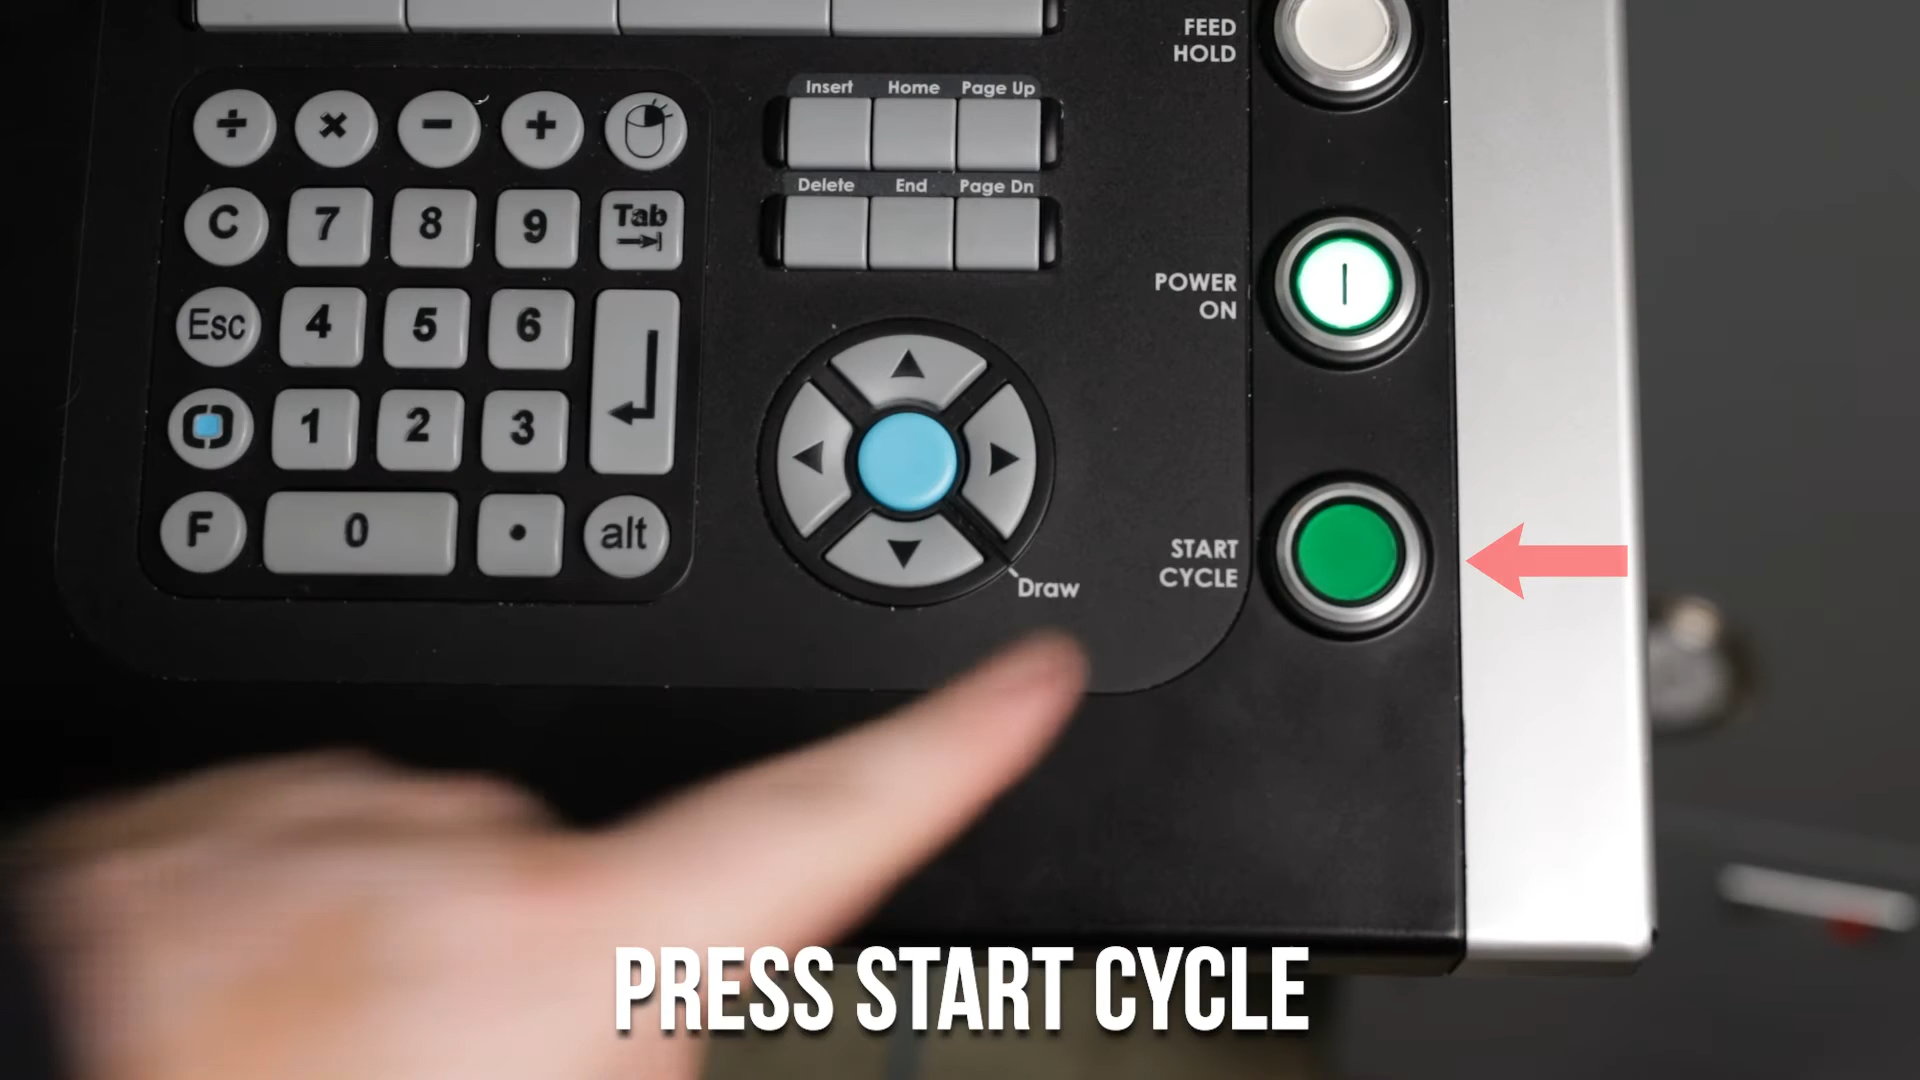 FEED
HOLD
Insert Home Page Up
÷ × - +
Delete End Page Dn
C 7 8 9 Tab
POWER
ON
Esc 4 5 6
1 2 3
START
CYCLE
F 0 . alt
Draw
PRESS START CYCLE